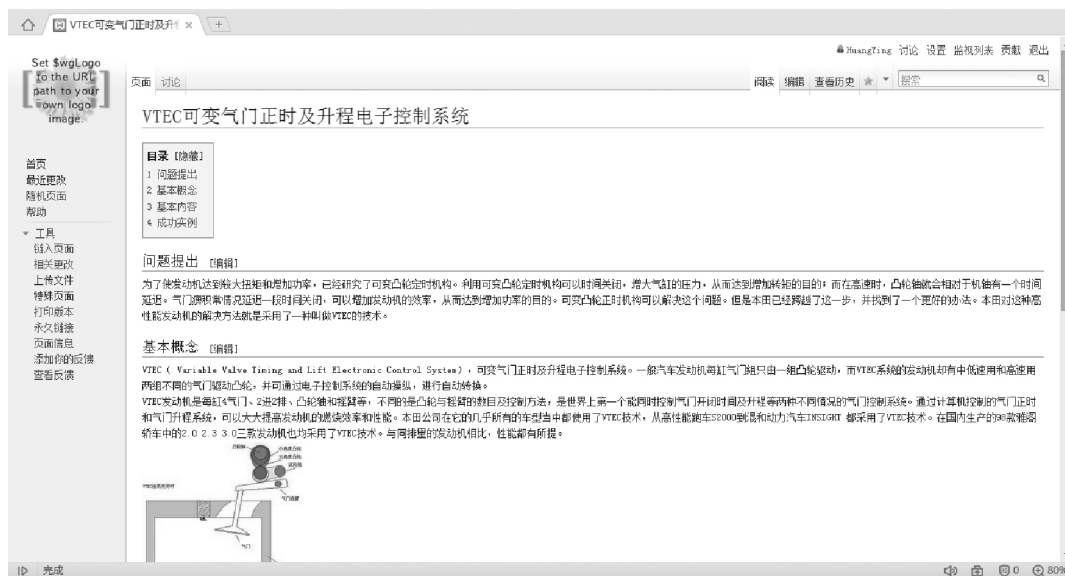 VTEC可变气门正时及升程电子控制系统
HuangYing 讨论 设置 监视列表 贡献 退出
Set $wgLogo
to the URL
path to your
own logo
image.
页面 讨论
阅读 编辑 查看历史 搜索
VTEC可变气门正时及升程电子控制系统
目录 [隐藏]
1 问题提出
2 基本概念
3 基本内容
4 成功实例
首页
最近更改
随机页面
帮助
工具
链入页面
相关更改
上传文件
特殊页面
打印版本
永久链接
页面信息
添加你的反馈
查看反馈
问题提出 [编辑]
为了使发动机达到较大扭矩和增加功率，已经研究了可变凸轮定时机构。利用可变凸轮定时机构可以时间关闭，增大气缸的压力，从而达到增加转矩的目的；而在高速时，凸轮轴就会相对于机轴有一个时间
延迟。气门按照常情况延迟一段时间关闭，可以增加发动机的效率，从而达到增加功率的目的。可变凸轮正时机构可以解决这个问题。但是本田已经跨越了这一步，并找到了一个更好的办法。本田对这种高
性能发动机的解决方法就是采用了一种叫做VTEC的技术。
基本概念 [编辑]
VTEC ( Variable Valve Timing and Lift Electronic Control System)，可变气门正时及升程电子控制系统。一般汽车发动机每缸气门组只由一组凸轮驱动，而VTEC系统的发动机却有中低速用和高速用
两组不同的气门驱动凸轮，并可通过电子控制系统的自动操纵，进行自动转换。
VTEC发动机是每缸4气门、2进2排、凸轮轴和摇臂等，不同的是凸轮与摇臂的数目及控制方法，是世界上第一个能同时控制气门开闭时间及升程等两种不同情况的气门控制系统。通过计算机控制的气门正时
和气门升程系统，可以大大提高发动机的燃烧效率和性能。本田公司在它的几乎所有的车型当中都使用了VTEC技术，从高性能跑车S2000到混和动力汽车INSIGHT 都采用了VTEC技术。在国内生产的98款雅阁
轿车中的2.0 2.3 3.0三款发动机也均采用了VTEC技术。与同排量的发动机相比，性能都有所提。
气门
完成
0 80%